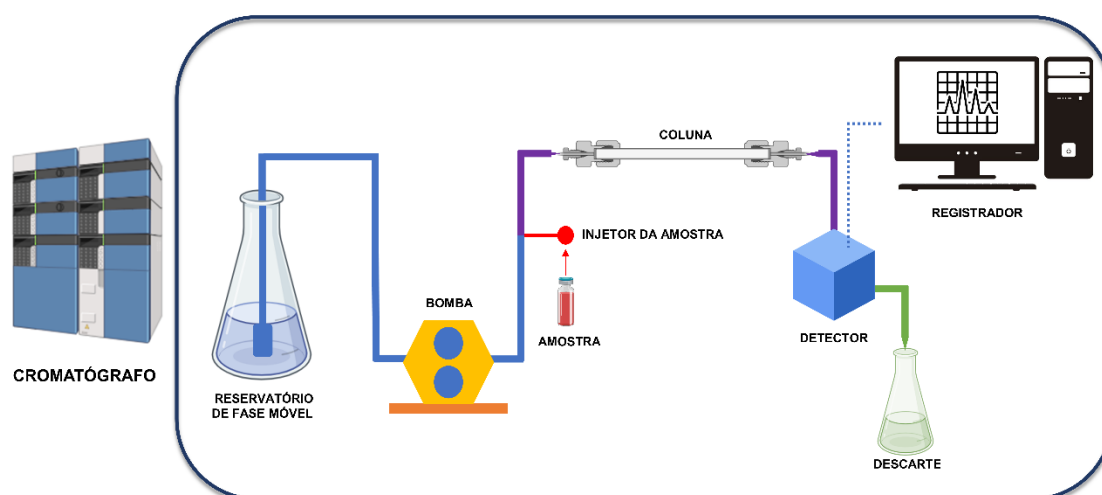 CROMATÓGRAFO
RESERVATÓRIO
DE FASE MÓVEL
BOMBA
INJETOR DA AMOSTRA
AMOSTRA
COLUNA
DETECTOR
REGISTRADOR
DESCARTE